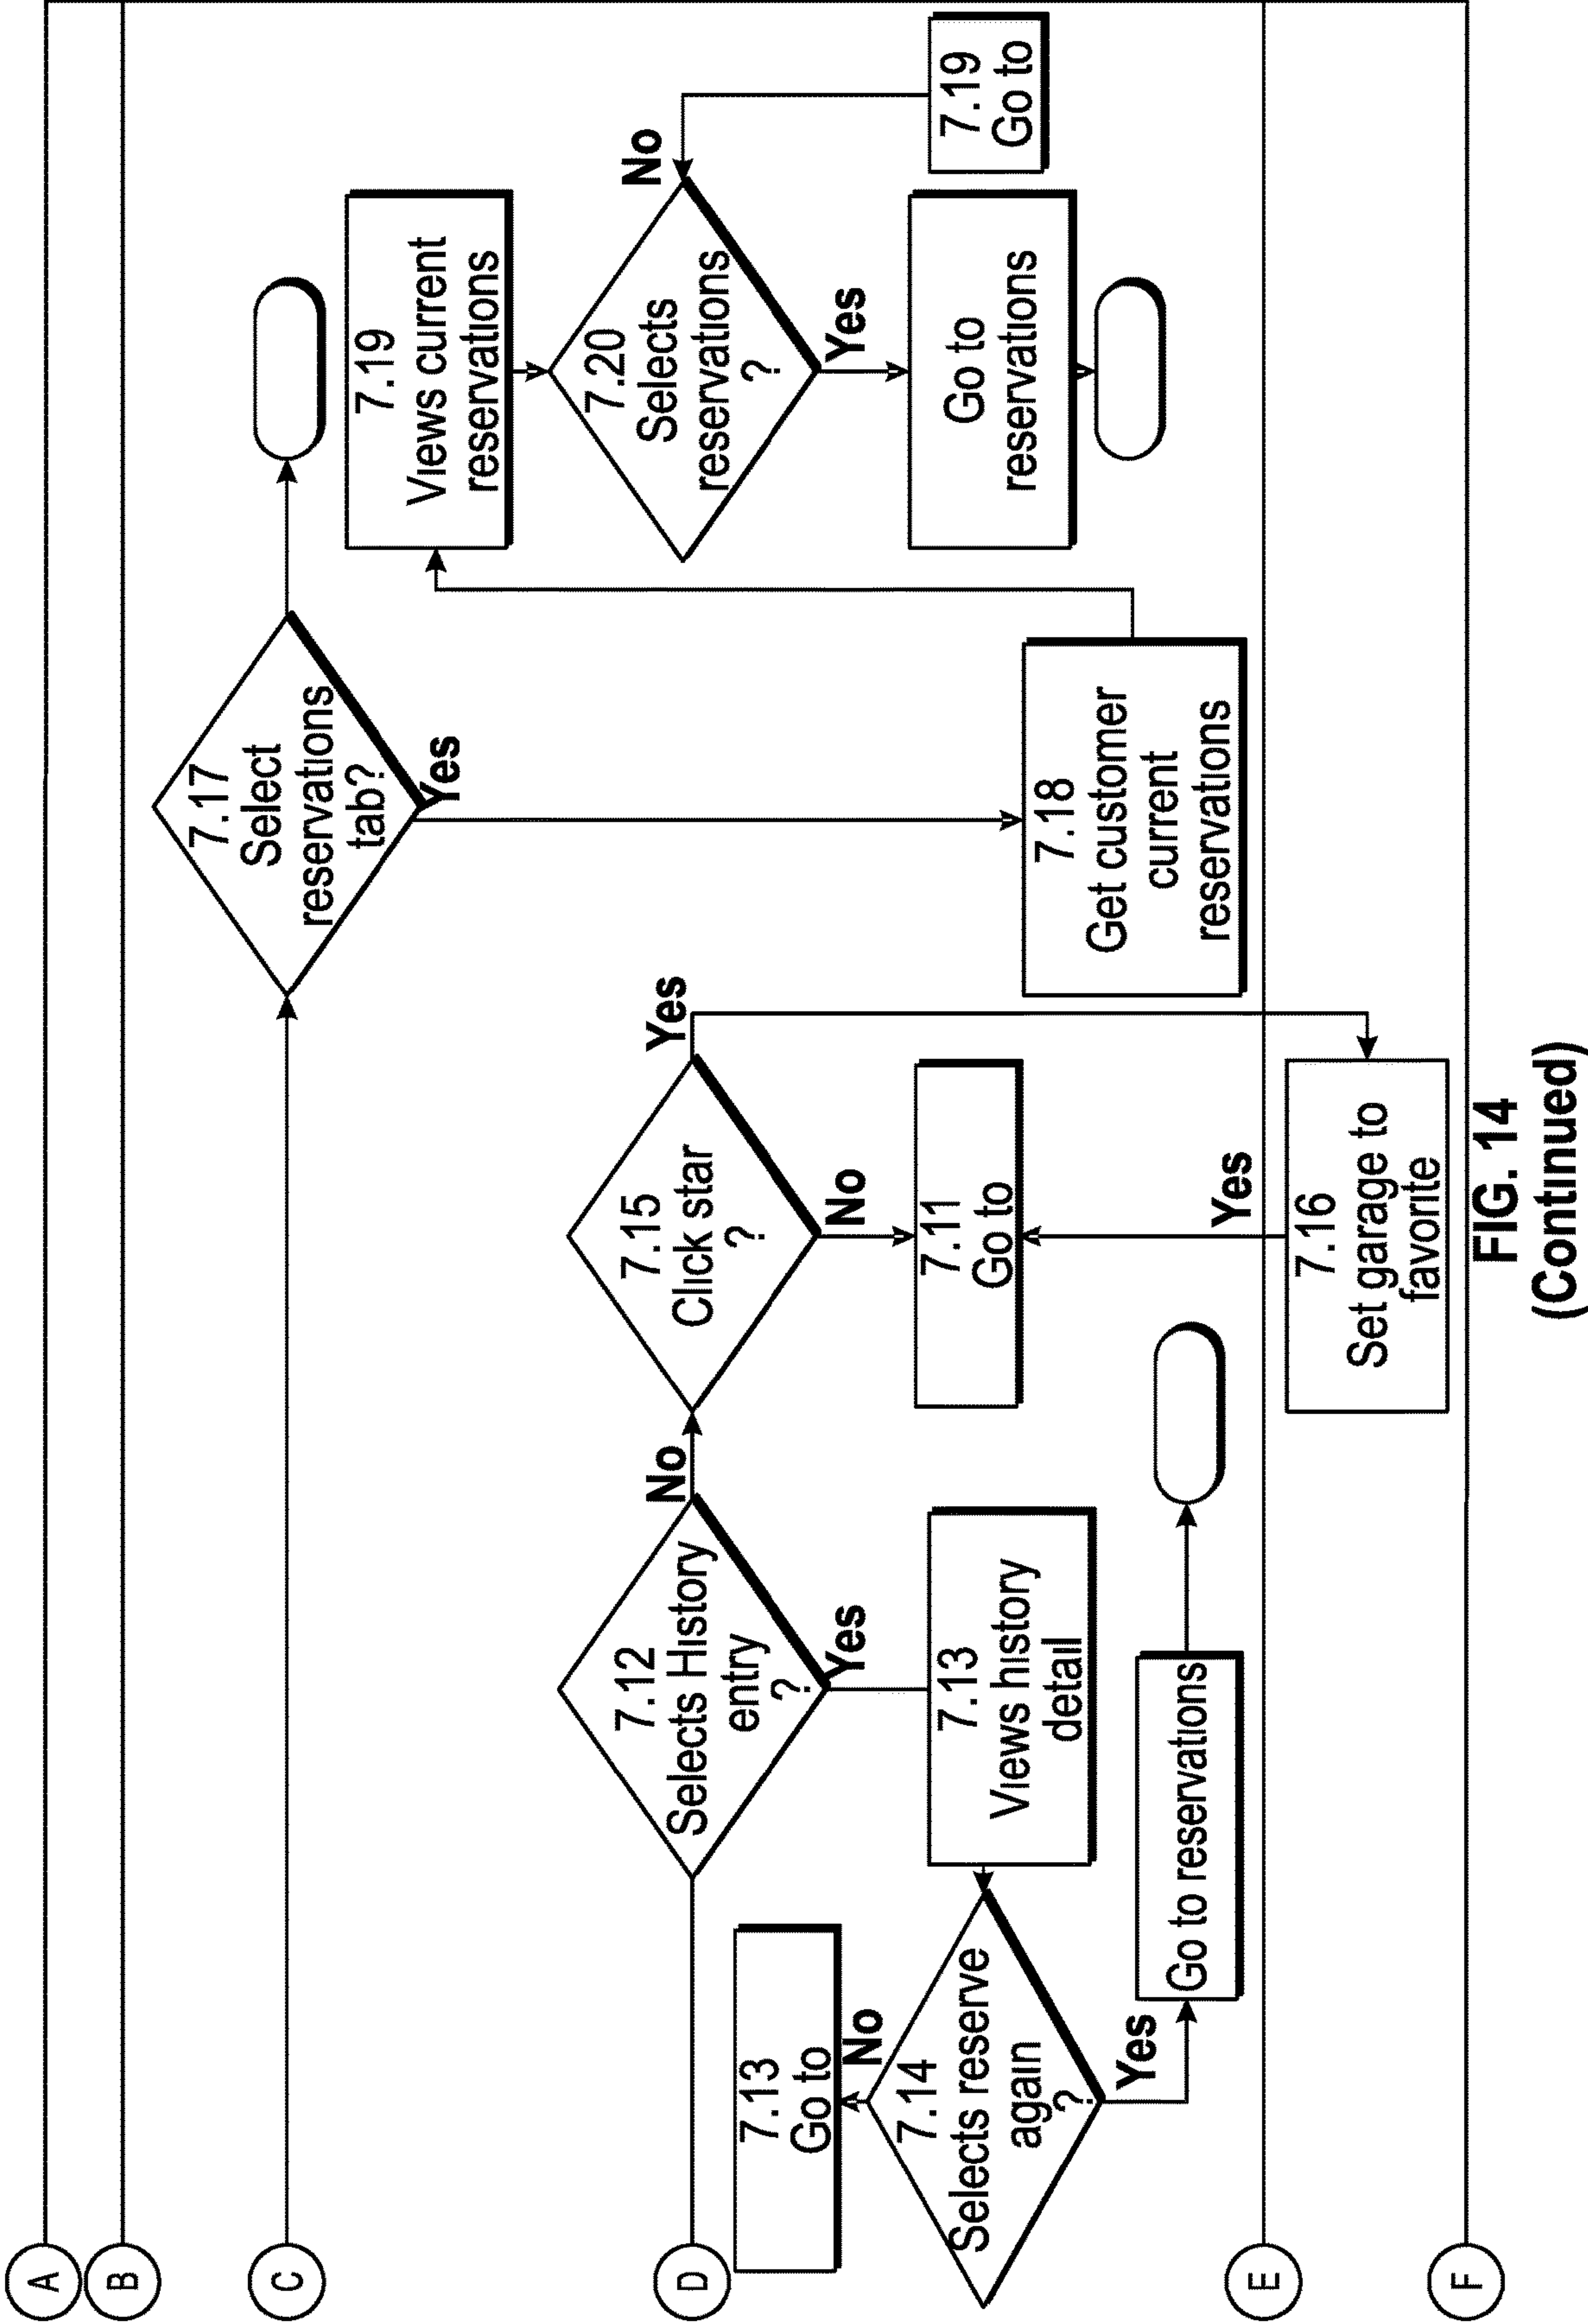 A
B
C
7.17
Select
reservations
tab?
Yes
7.18
Get customer
current
reservations
7.19
Views current
reservations
7.20
Selects
reservations
?
No
Yes
7.19
Go to
Go to
reservations
D
7.12
Selects History
entry
?
No
Yes
7.13
Views history
detail
7.14
Selects reserve
again
?
No
7.13
Go to
Yes
Go to reservations
7.15
Click star
?
Yes
No
7.11
Go to
Yes
E
7.16
Set garage to
favorite
F
FIG. 14
(Continued)